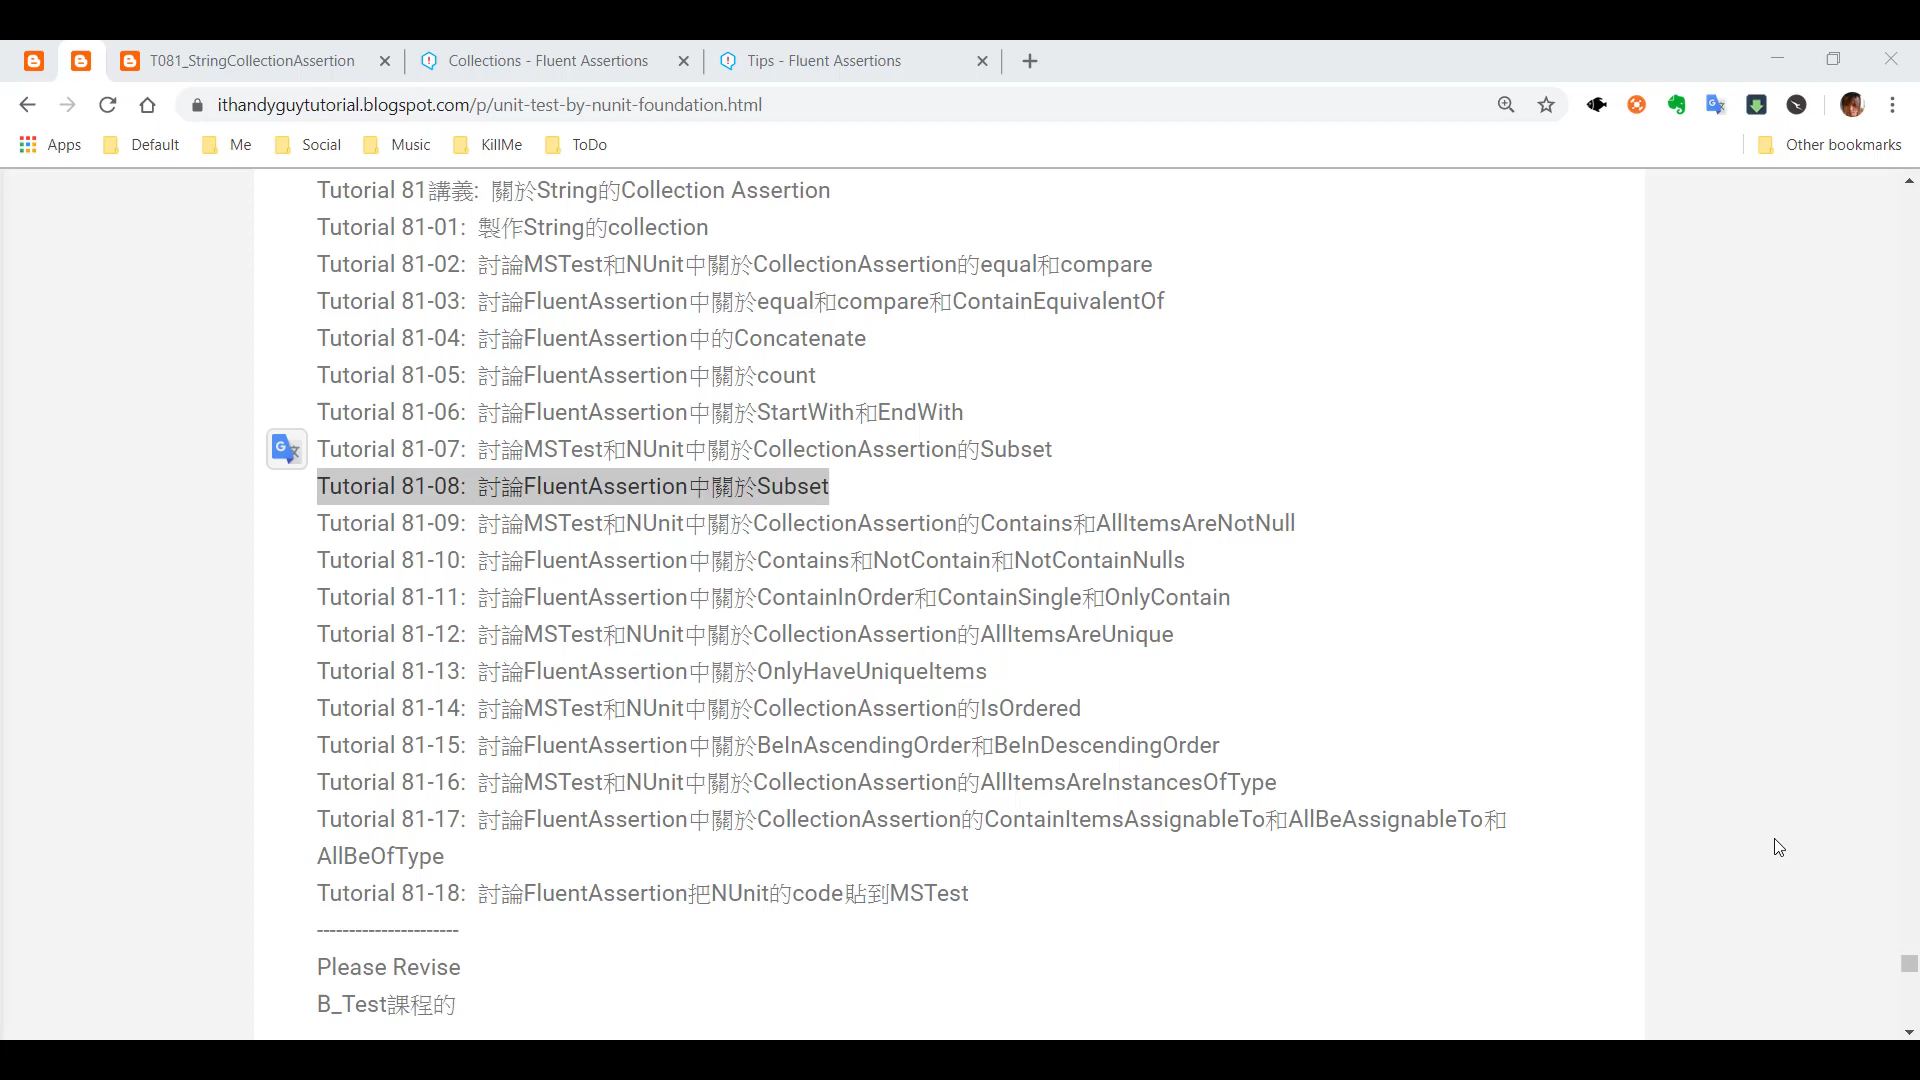 T081_StringCollectionAssertion
Collections - Fluent Assertions
Tips - Fluent Assertions
ithandyguytutorial.blogspot.com/p/unit-test-by-nunit-foundation.html
Apps Default Me Social Music KillMe ToDo Other bookmarks
Tutorial 81講義: 關於String的Collection Assertion
Tutorial 81-01: 製作String的collection
Tutorial 81-02: 討論MSTest和NUnit中關於CollectionAssertion的equal和compare
Tutorial 81-03: 討論FluentAssertion中關於equal和compare和ContainEquivalentOf
Tutorial 81-04: 討論FluentAssertion中的Concatenate
Tutorial 81-05: 討論FluentAssertion中關於count
Tutorial 81-06: 討論FluentAssertion中關於StartWith和EndWith
Tutorial 81-07: 討論MSTest和NUnit中關於CollectionAssertion的Subset
Tutorial 81-08: 討論FluentAssertion中關於Subset
Tutorial 81-09: 討論MSTest和NUnit中關於CollectionAssertion的Contains和AllItemsAreNotNull
Tutorial 81-10: 討論FluentAssertion中關於Contains和NotContain和NotContainNulls
Tutorial 81-11: 討論FluentAssertion中關於ContainInOrder和ContainSingle和OnlyContain
Tutorial 81-12: 討論MSTest和NUnit中關於CollectionAssertion的AllItemsAreUnique
Tutorial 81-13: 討論FluentAssertion中關於OnlyHaveUniqueItems
Tutorial 81-14: 討論MSTest和NUnit中關於CollectionAssertion的IsOrdered
Tutorial 81-15: 討論FluentAssertion中關於BeInAscendingOrder和BeInDescendingOrder
Tutorial 81-16: 討論MSTest和NUnit中關於CollectionAssertion的AllItemsAreInstancesOfType
Tutorial 81-17: 討論FluentAssertion中關於CollectionAssertion的ContainItemsAssignableTo和AllBeAssignableTo和
AllBeOfType
Tutorial 81-18: 討論FluentAssertion把NUnit的code貼到MSTest
----------------------
Please Revise
B_Test課程的